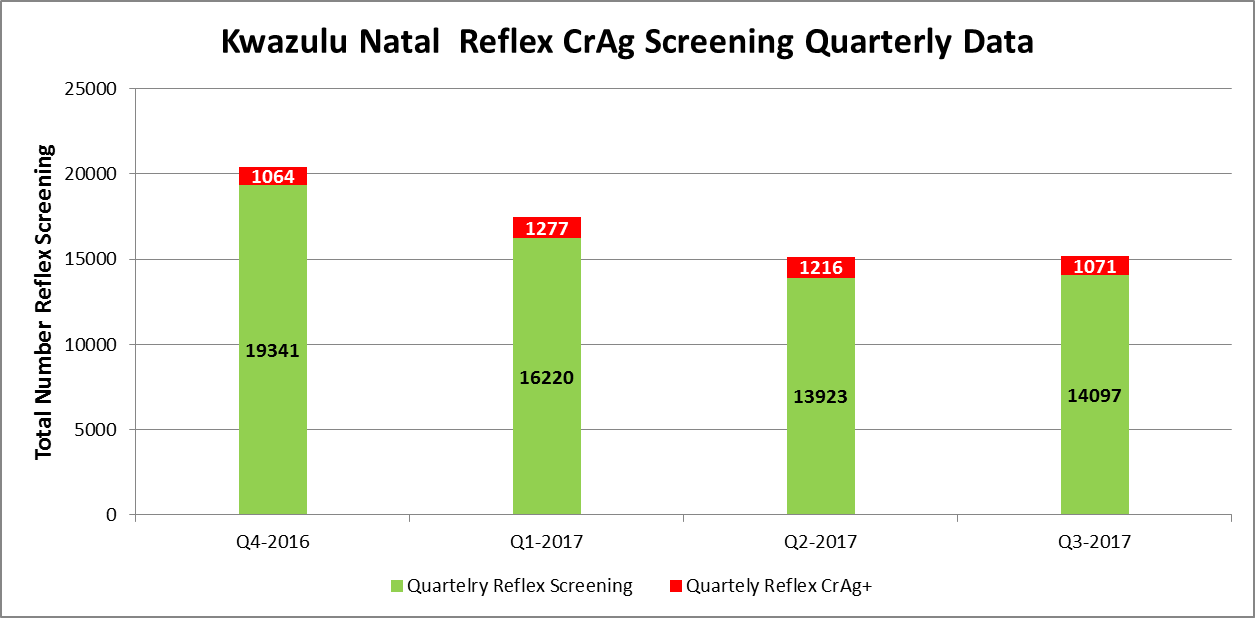 Kwazulu Natal  Reflex CrAg Screening Quarterly Data
Total Number Reflex Screening
25000
20000
15000
10000
5000
0
1064
19341
1277
16220
1216
13923
1071
14097
Q4-2016
Q1-2017
Q2-2017
Q3-2017
Quartelry Reflex Screening
Quartely Reflex CrAg+